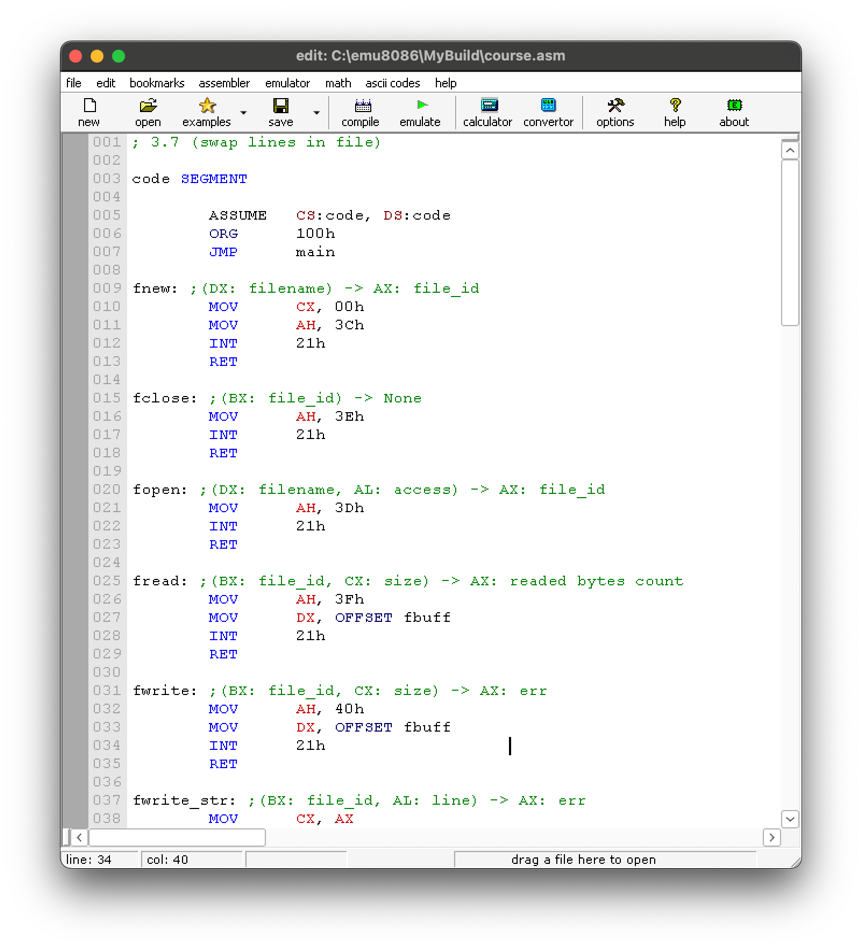 edit: C:\emu8086\MyBuild\course.asm
file edit bookmarks assembler emulator math ascii codes help
new open examples save compile emulate calculator convertor options help about
001 ; 3.7 (swap lines in file)
002
003 code SEGMENT
004
005 ASSUME CS:code, DS:code
006 ORG 100h
007 JMP main
008
009 fnew: ;(DX: filename) -> AX: file_id
010 MOV CX, 00h
011 MOV AH, 3Ch
012 INT 21h
013 RET
014
015 fclose: ;(BX: file_id) -> None
016 MOV AH, 3Eh
017 INT 21h
018 RET
019
020 fopen: ;(DX: filename, AL: access) -> AX: file_id
021 MOV AH, 3Dh
022 INT 21h
023 RET
024
025 fread: ;(BX: file_id, CX: size) -> AX: readed bytes count
026 MOV AH, 3Fh
027 MOV DX, OFFSET fbuff
028 INT 21h
029 RET
030
031 fwrite: ;(BX: file_id, CX: size) -> AX: err
032 MOV AH, 40h
033 MOV DX, OFFSET fbuff
034 INT 21h
035 RET
036
037 fwrite_str: ;(BX: file_id, AL: line) -> AX: err
038 MOV CX, AX
line: 34 col: 40 drag a file here to open